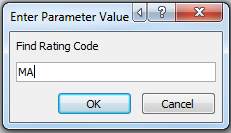 Enter Parameter Value
Find Rating Code
MA
OK
Cancel